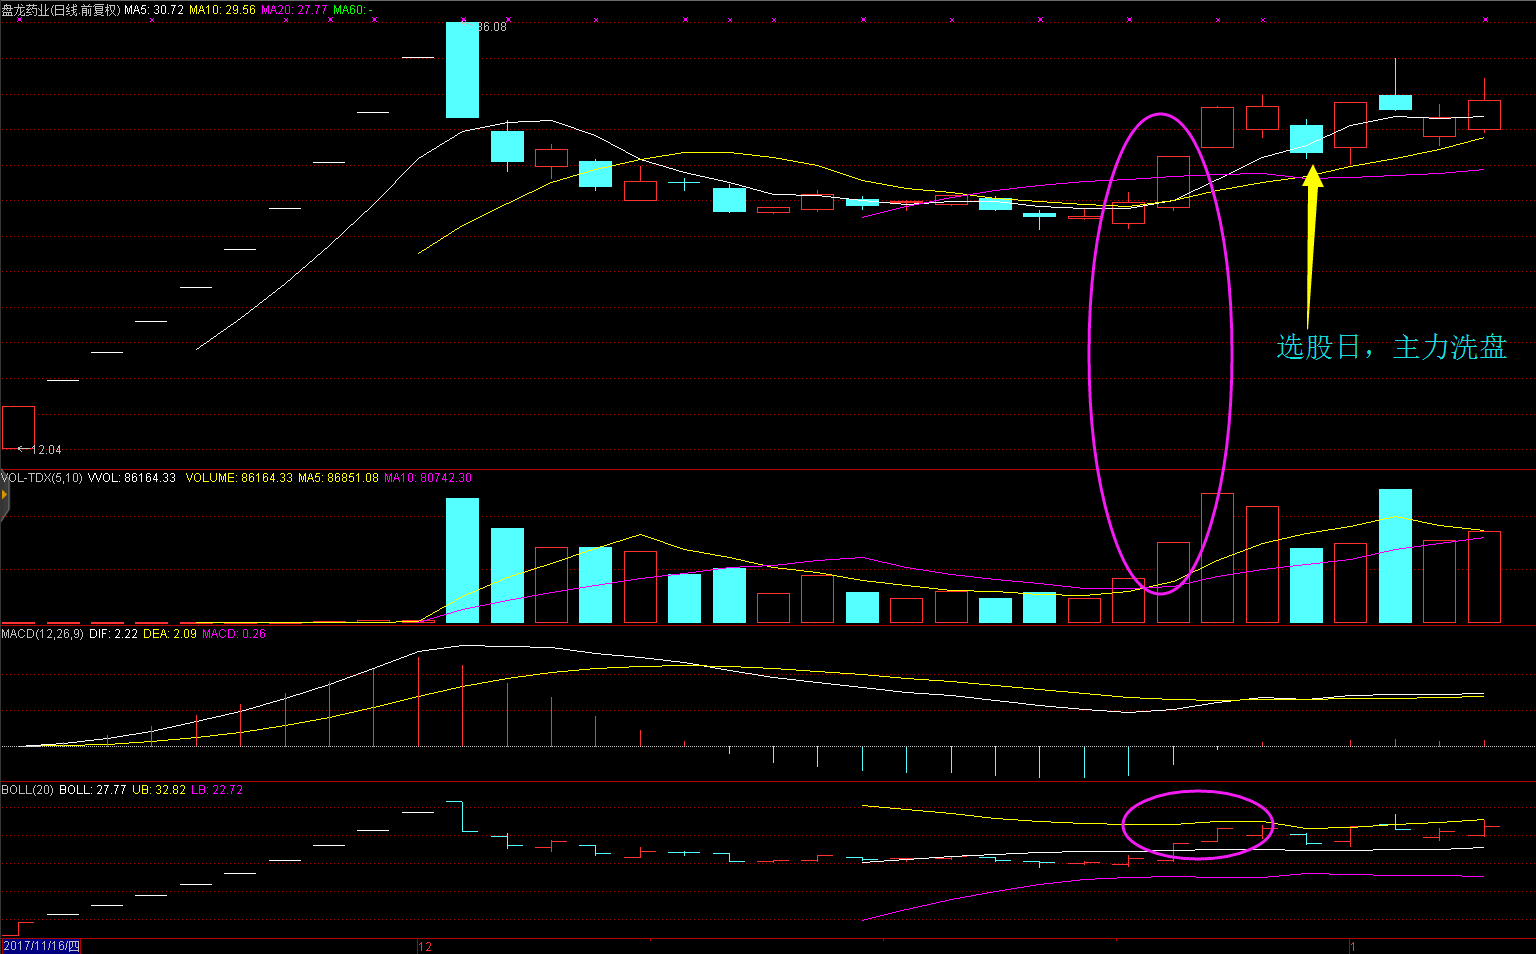 盘龙药业(日线.前复权) MA5: 30.72 MA10: 29.56 MA20: 27.77 MA60: -
36.08
选股日，主力洗盘
←12.04
VOL-TDX(5,10) VVOL: 86164.33 VOLUME: 86164.33 MA5: 86851.08 MA10: 80742.30
MACD(12,26,9) DIF: 2.22 DEA: 2.09 MACD: 0.26
BOLL(20) BOLL: 27.77 UB: 32.82 LB: 22.72
2017/11/16/四 12 1